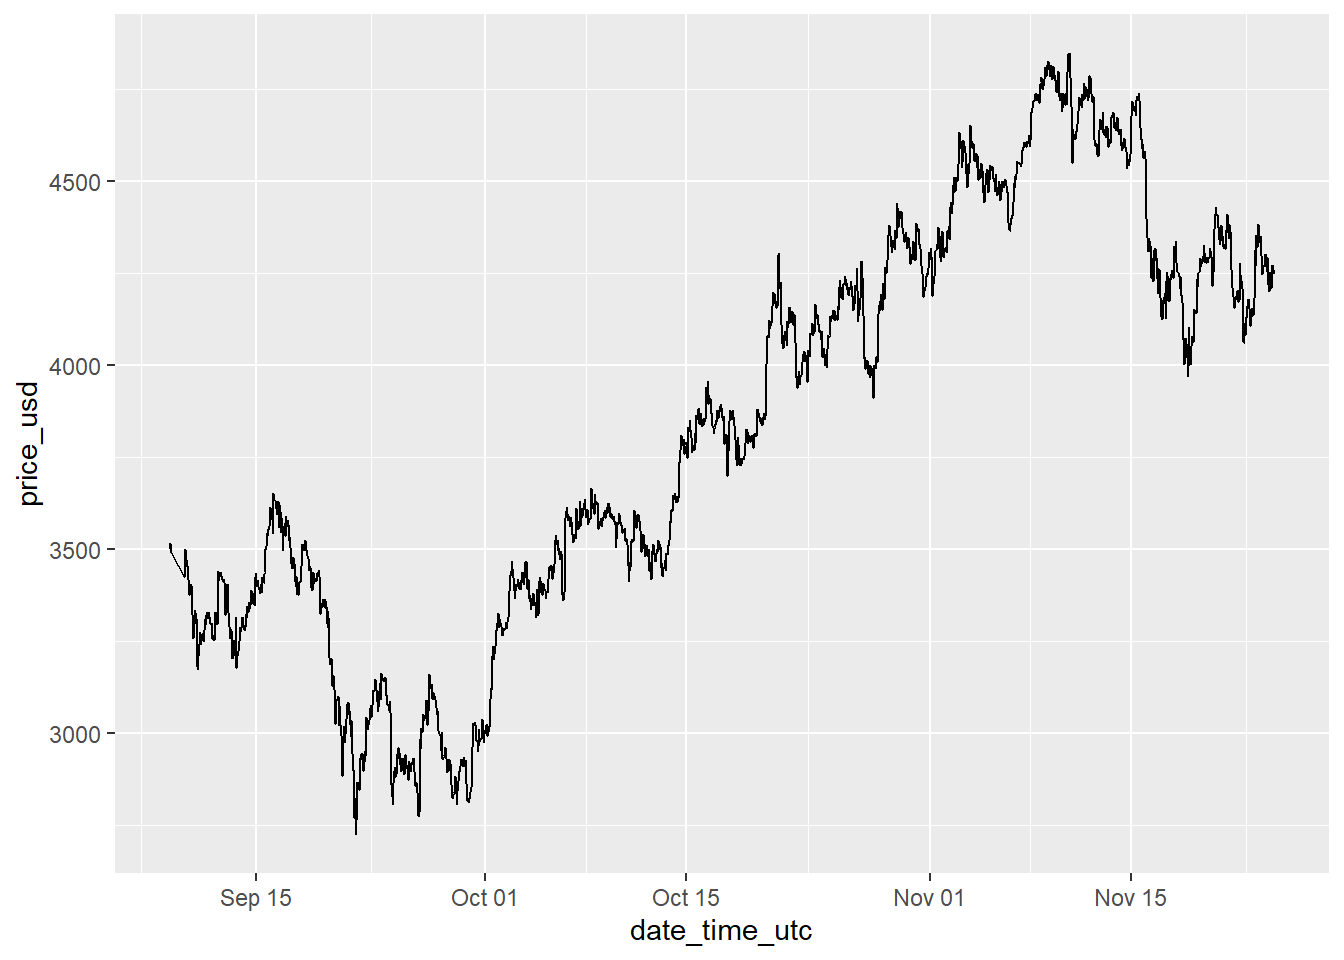 4500
4000
3500
3000
price_usd
Sep 15
Oct 01
Oct 15
Nov 01
Nov 15
date_time_utc